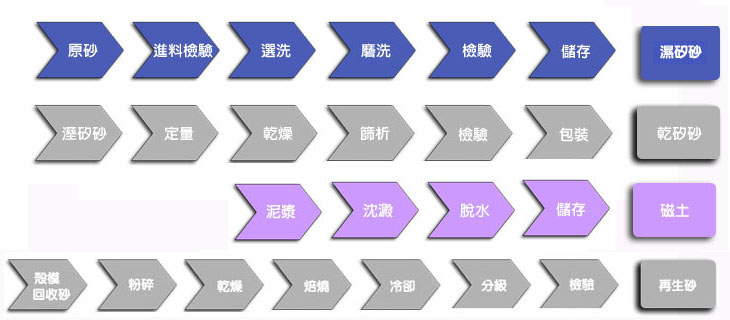 原砂 進料檢驗 選洗 磨洗 檢驗 儲存 濕矽砂
溼矽砂 定量 乾燥 篩析 檢驗 包裝 乾矽砂
泥漿 沈澱 脫水 儲存 磁土
殼模
回收砂 粉碎 乾燥 焙燒 冷卻 分級 檢驗 再生砂